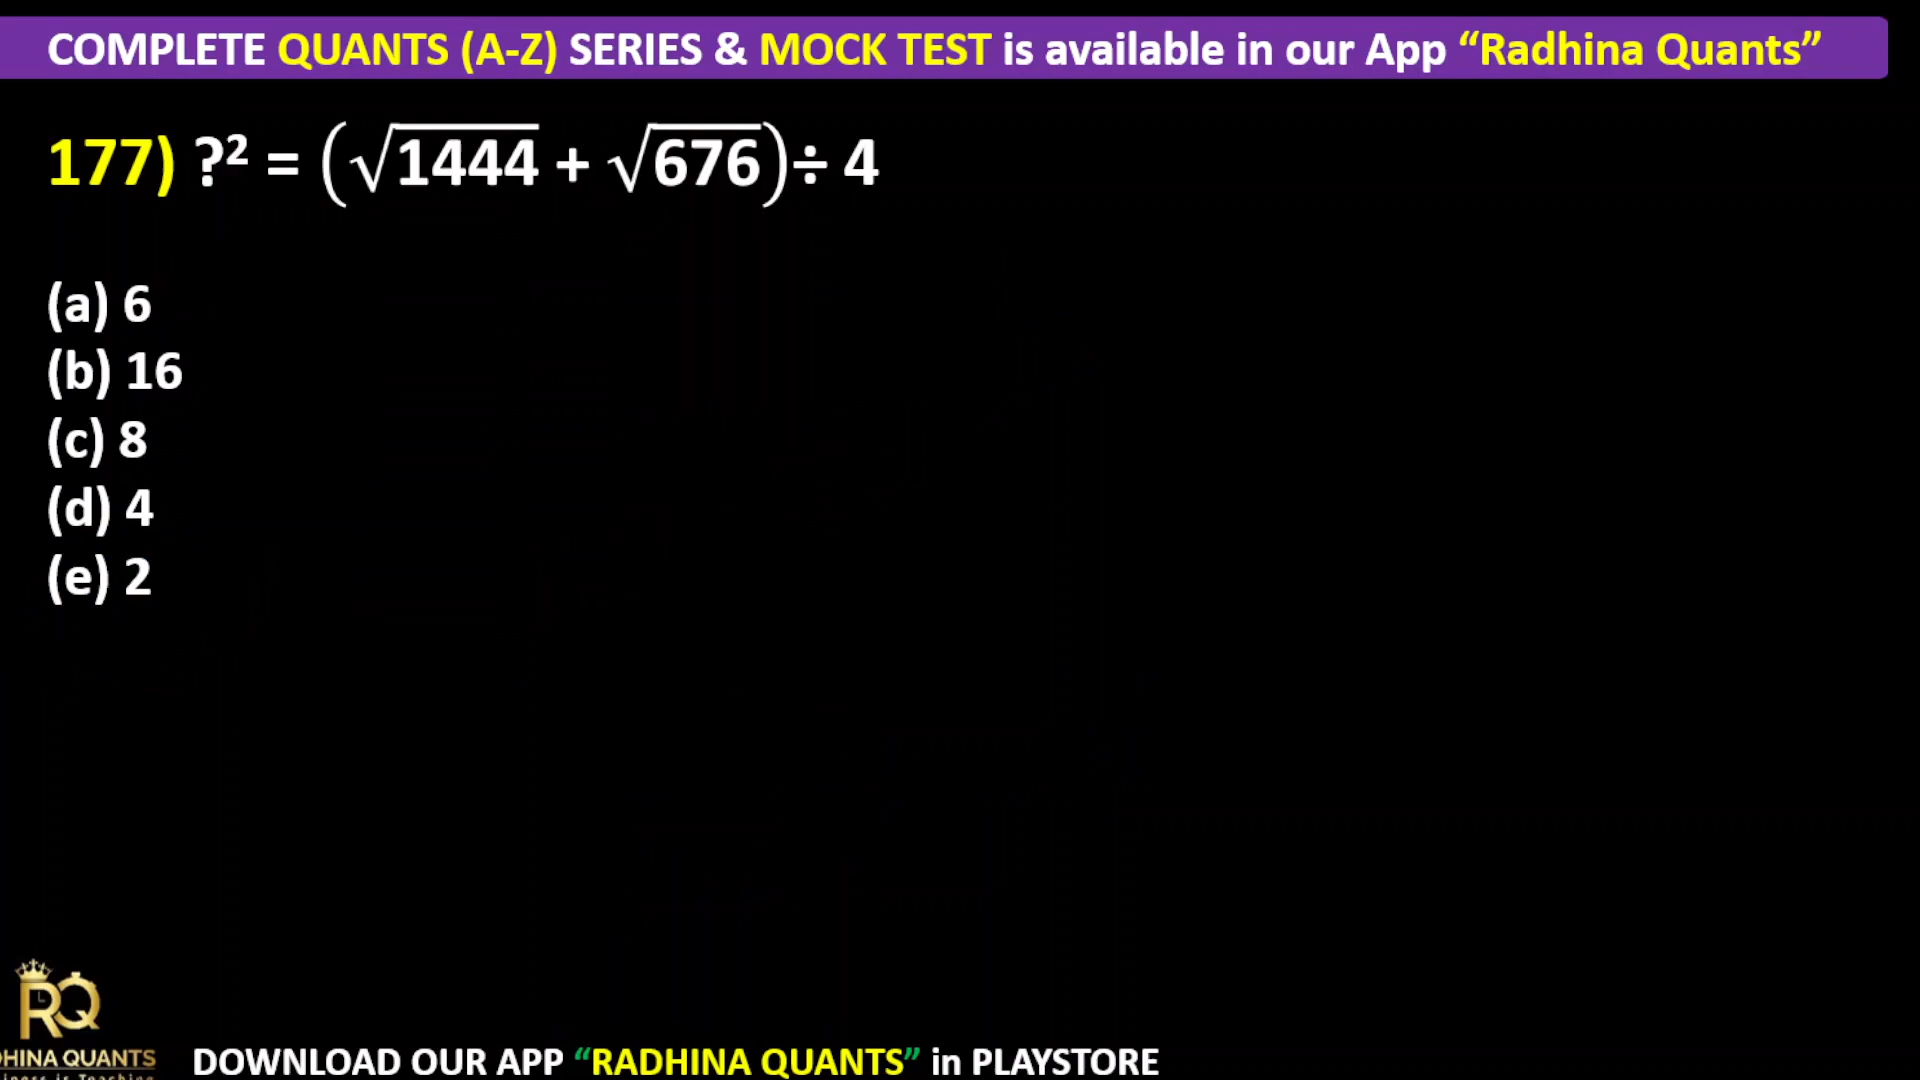 COMPLETE QUANTS (A-Z) SERIES & MOCK TEST is available in our App “Radhina Quants”
177) ?² = (√1444 + √676) ÷ 4
(a) 6
(b) 16
(c) 8
(d) 4
(e) 2
RQ
HINA QUANTS
DOWNLOAD OUR APP “RADHINA QUANTS” in PLAYSTORE